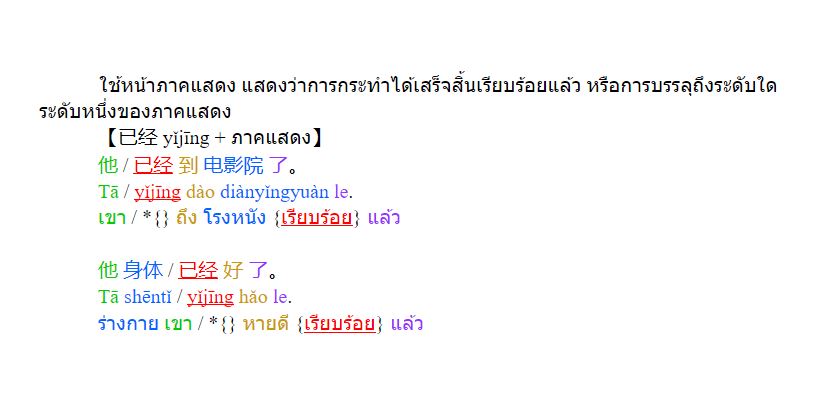 ใช้หน้าภาคแสดง แสดงว่าการกระทำได้เสร็จสิ้นเรียบร้อยแล้ว หรือการบรรลุถึงระดับใด
ระดับหนึ่งของภาคแสดง
【已经 yǐjīng + ภาคแสดง】
他 / 已经 到 电影院 了。
Tā / yǐjīng dào diànyǐngyuàn le.
เขา / *{} ถึง โรงหนัง {เรียบร้อย} แล้ว
他 身体 / 已经 好 了。
Tā shēntǐ / yǐjīng hǎo le.
ร่างกาย เขา / *{} หายดี {เรียบร้อย} แล้ว